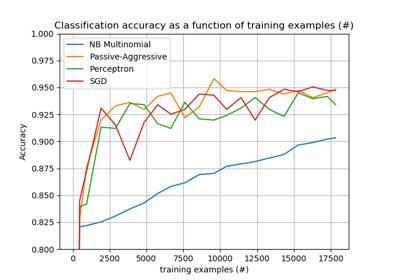 Classification accuracy as a function of training examples (#)
1.000
0.975
0.950
0.925
0.900
0.875
0.850
0.825
0.800
Accuracy
NB Multinomial
Passive-Aggressive
Perceptron
SGD
0 2500 5000 7500 10000 12500 15000 17500
training examples (#)